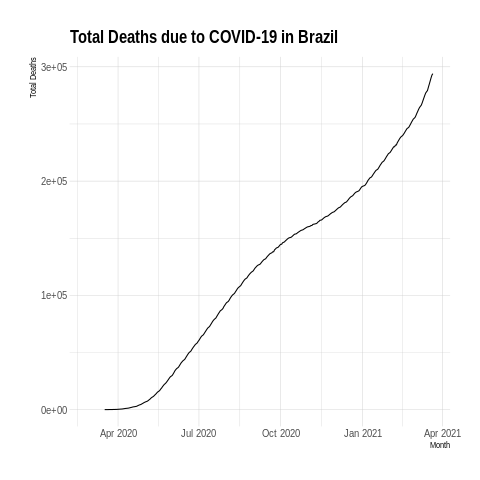 Total Deaths due to COVID-19 in Brazil
Total Deaths
3e+05
2e+05
1e+05
0e+00
Apr 2020 Jul 2020 Oct 2020 Jan 2021 Apr 2021
Month